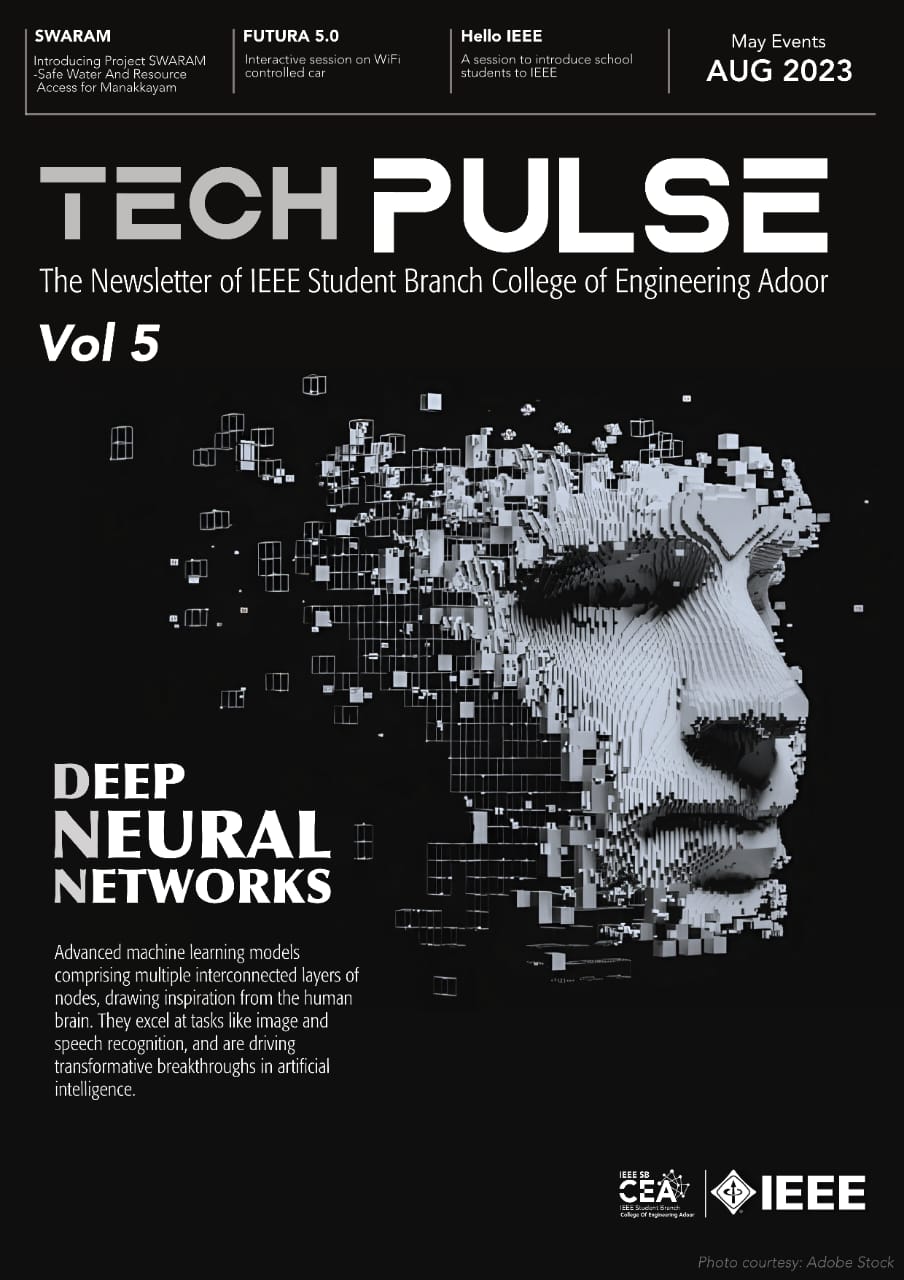 SWARAM
Introducing Project SWARAM
-Safe Water And Resource
Access for Manakkayam
FUTURA 5.0
Interactive session on WiFi
controlled car
Hello IEEE
A session to introduce school
students to IEEE
May Events
AUG 2023
TECH PULSE
The Newsletter of IEEE Student Branch College of Engineering Adoor
Vol 5
DEEP
NEURAL
NETWORKS
Advanced machine learning models
comprising multiple interconnected layers of
nodes, drawing inspiration from the human
brain. They excel at tasks like image and
speech recognition, and are driving
transformative breakthroughs in artificial
intelligence.
IEEE SB
CEA
IEEE Student Branch
College Of Engineering Adoor
IEEE
Photo courtesy: Adobe Stock